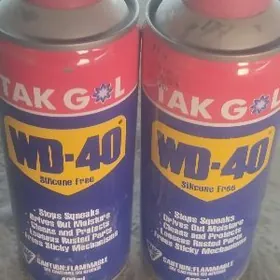 TAK GOL
WD-40
Silicone Free
- Stops Squeaks
- Drives Out Moisture
- Cleans and Protects
- Loosens Rusted Parts
- Frees Sticky Mechanisms
CAUTION:FLAMMABLE
TAK GOL
WD-40
Silicone Free
- Stops Squeaks
- Drives Out Moisture
- Cleans and Protects
- Loosens Rusted Parts
- Frees Sticky Mechanisms
CAUTION:FLAMMABLE